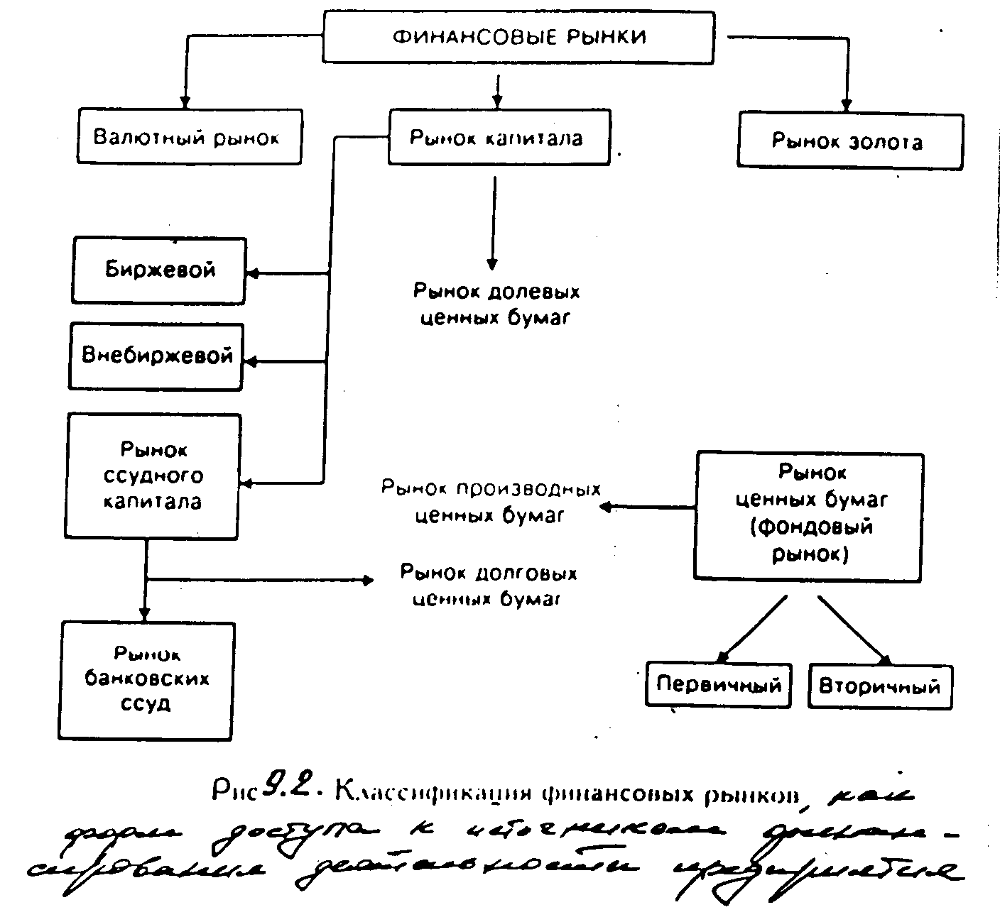 ФИНАНСОВЫЕ РЫНКИ
Валютный рынок
Рынок капитала
Рынок золота
Биржевой
Внебиржевой
Рынок
ссудного
капитала
Рынок
банковских
ссуд
Рынок долевых
ценных бумаг
Рынок производных
ценных бумаг
Рынок долговых
ценных бумаг
Рынок
ценных бумаг
(фондовый
рынок)
Первичный
Вторичный
Рис 9.2. Классификация финансовых рынков, как
форм доступа к источникам финан-
сирования деятельности предприятия